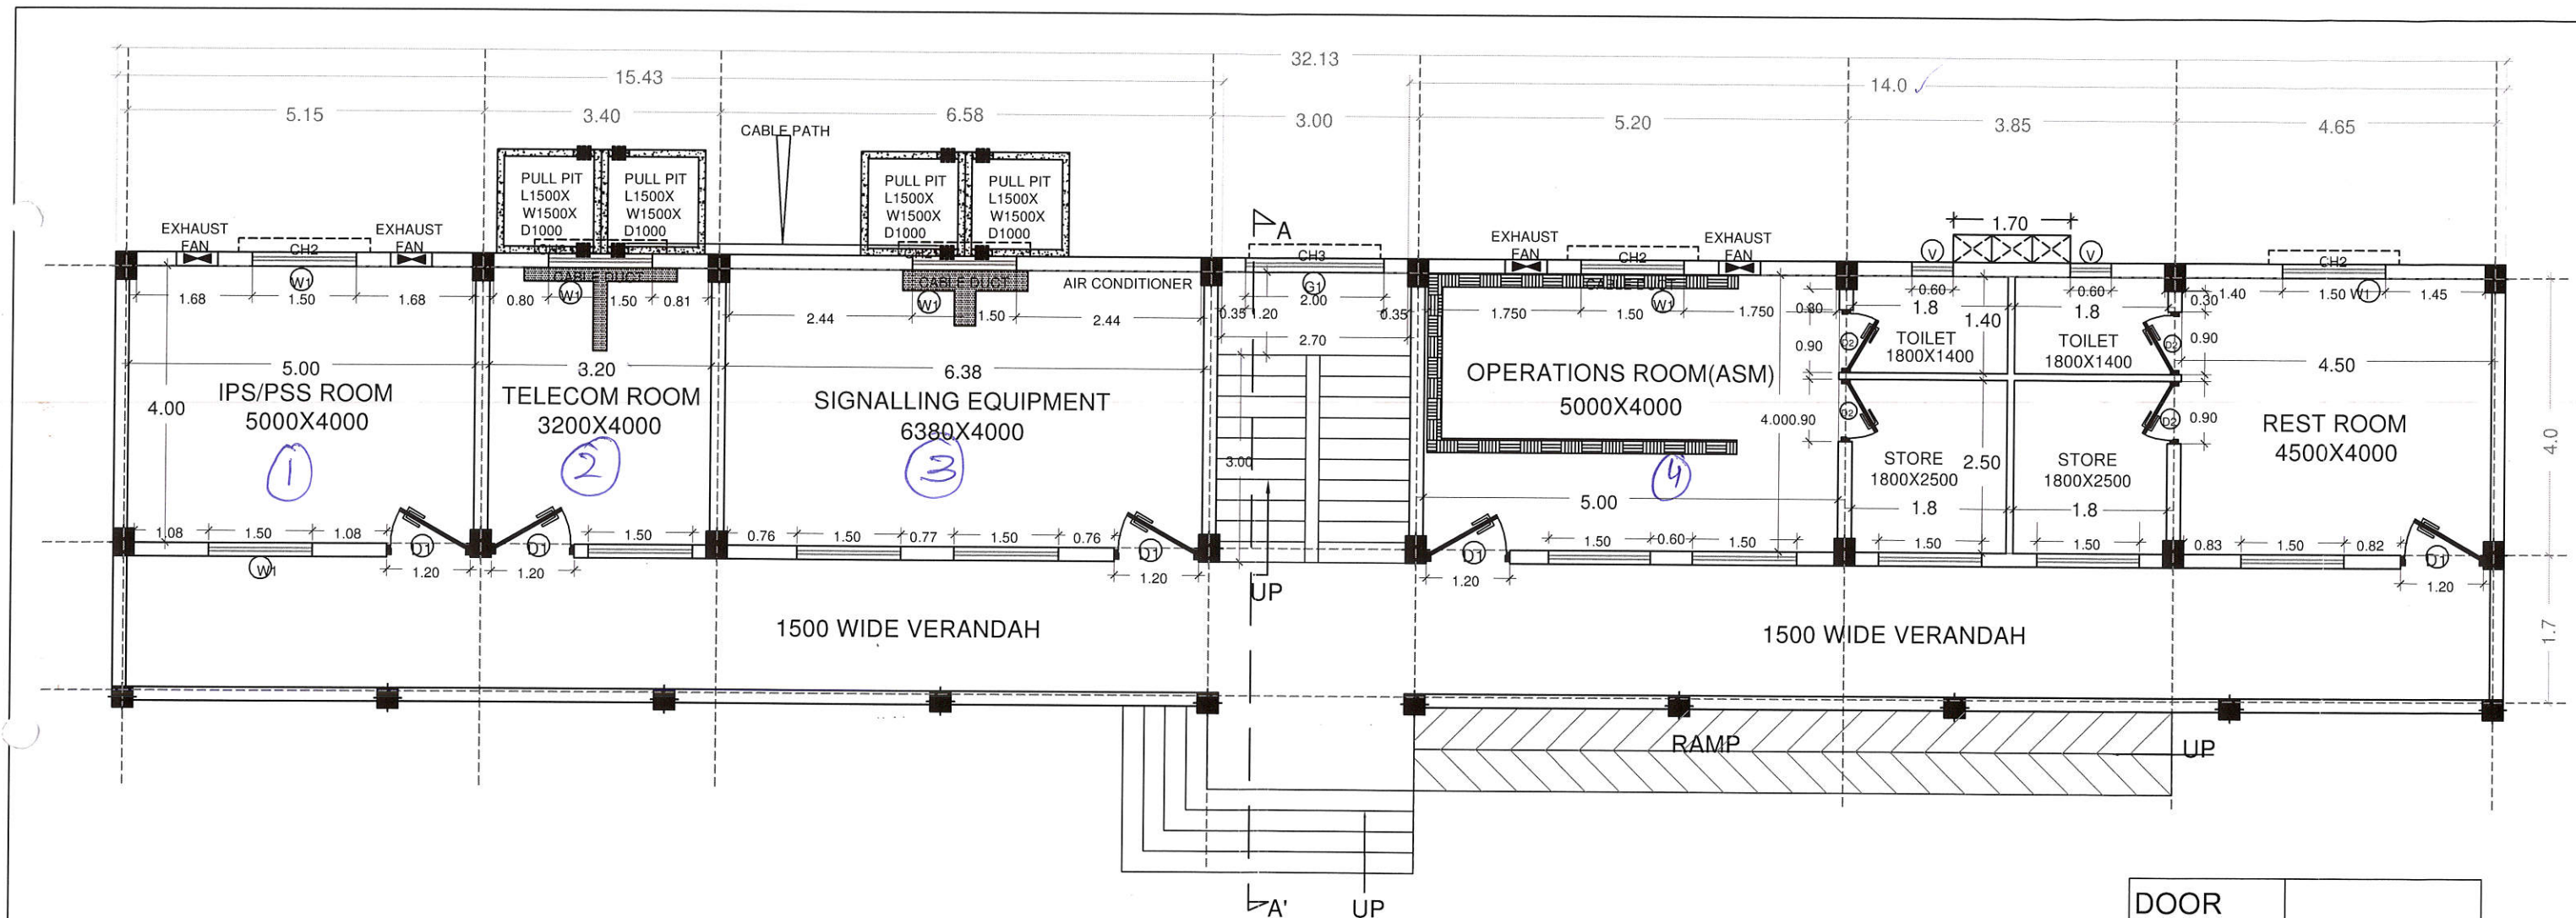 32.13
15.43
14.0
5.15
3.40
6.58
3.00
5.20
3.85
4.65
CABLE PATH
PULL PIT
L1500X
W1500X
D1000
PULL PIT
L1500X
W1500X
D1000
PULL PIT
L1500X
W1500X
D1000
PULL PIT
L1500X
W1500X
D1000
EXHAUST
FAN
CH2
EXHAUST
FAN
A
CH3
EXHAUST
FAN
CH2
EXHAUST
FAN
1.70
V
V
CH2
W1
1.68
1.50
1.68
CABLE DUCT
0.80
W1
1.50
0.81
CABLE DUCT
W1
1.50
2.44
2.44
AIR CONDITIONER
G1
2.00
0.35
1.20
0.35
2.70
CABLE DUCT
1.750
1.50
W1
1.750
0.60
0.60
1.8
1.8
1.40
0.30
1.40
1.50
W1
1.45
5.00
IPS/PSS ROOM
5000X4000
4.00
1
3.20
TELECOM ROOM
3200X4000
2
6.38
SIGNALLING EQUIPMENT
6380X4000
3
3.00
OPERATIONS ROOM(ASM)
5000X4000
4
5.00
0.90
4.00
0.90
D2
D2
TOILET
1800X1400
TOILET
1800X1400
D2
D2
0.90
0.90
STORE
1800X2500
2.50
STORE
1800X2500
1.8
1.8
4.50
REST ROOM
4500X4000
4.0
1.08
1.50
1.08
W1
D1
1.20
D1
1.20
1.50
0.76
1.50
0.77
1.50
0.76
D1
1.20
UP
D1
1.20
1.50
0.60
1.50
1.50
1.50
0.83
1.50
0.82
D1
1.20
1.7
1500 WIDE VERANDAH
1500 WIDE VERANDAH
RAMP
UP
A'
UP
DOOR